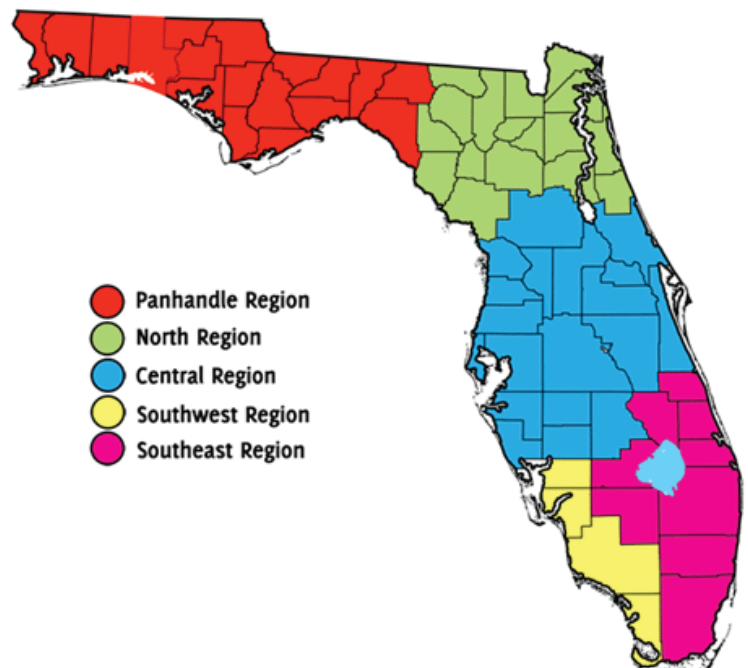 Panhandle Region
North Region
Central Region
Southwest Region
Southeast Region